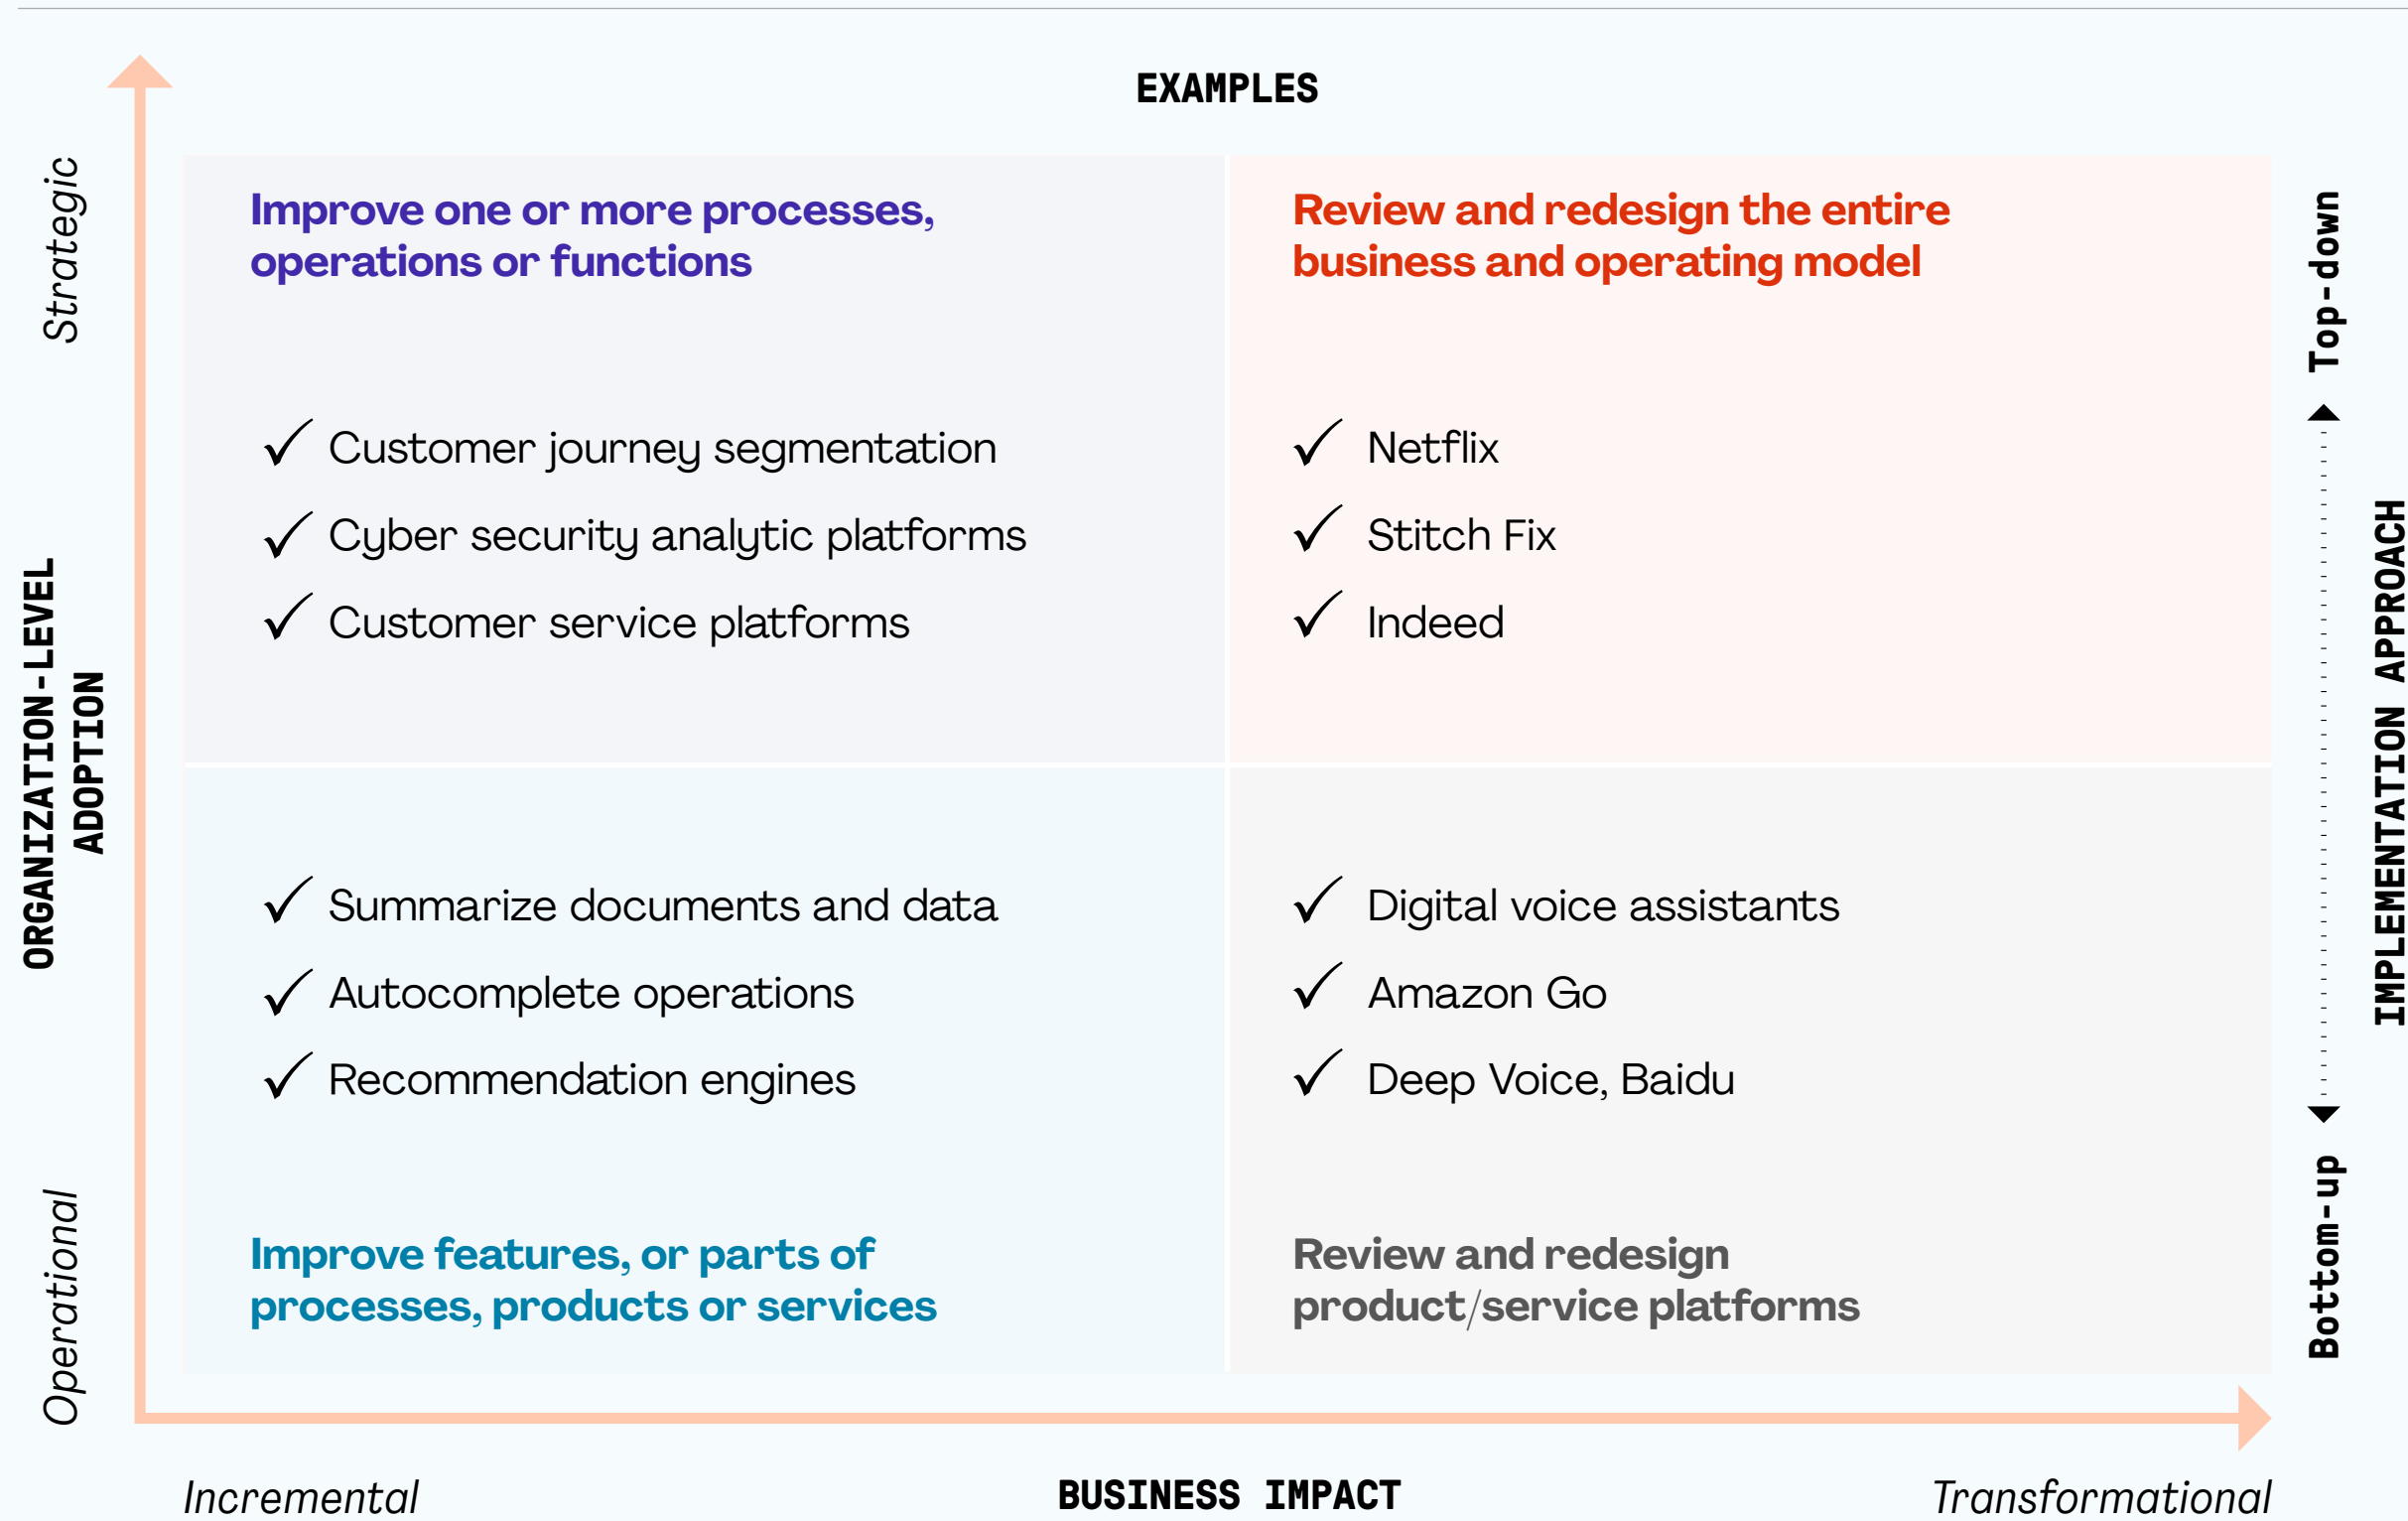 EXAMPLES
Strategic
ORGANIZATION-LEVEL
ADOPTION
Operational
Improve one or more processes,
operations or functions
Customer journey segmentation
Cyber security analytic platforms
Customer service platforms
Review and redesign the entire
business and operating model
Netflix
Stitch Fix
Indeed
Summarize documents and data
Autocomplete operations
Recommendation engines
Improve features, or parts of
processes, products or services
Digital voice assistants
Amazon Go
Deep Voice, Baidu
Review and redesign
product/service platforms
Top-down
IMPLEMENTATION APPROACH
Bottom-up
Incremental
BUSINESS IMPACT
Transformational